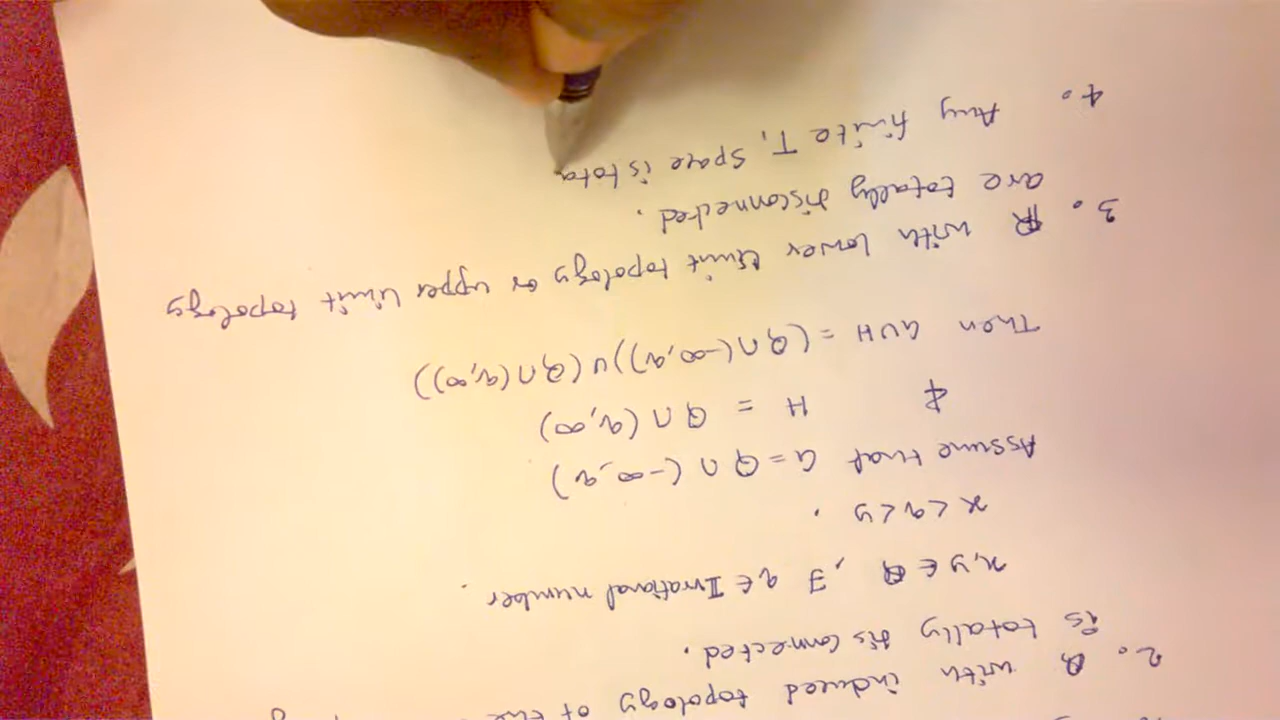 2. Q with induced topology of the
is totally disconnected.
x, y ∈ Q, ∃ q ∈ Irrational number.
x < q < y.
Assume that G = Q ∩ (-∞, q)
& H = Q ∩ (q, ∞)
Then G ∪ H = (Q ∩ (-∞, q)) ∪ (Q ∩ (q, ∞))
3. R with lower limit topology or upper limit topology
are totally disconnected.
4. Any finite T₁ space is tota